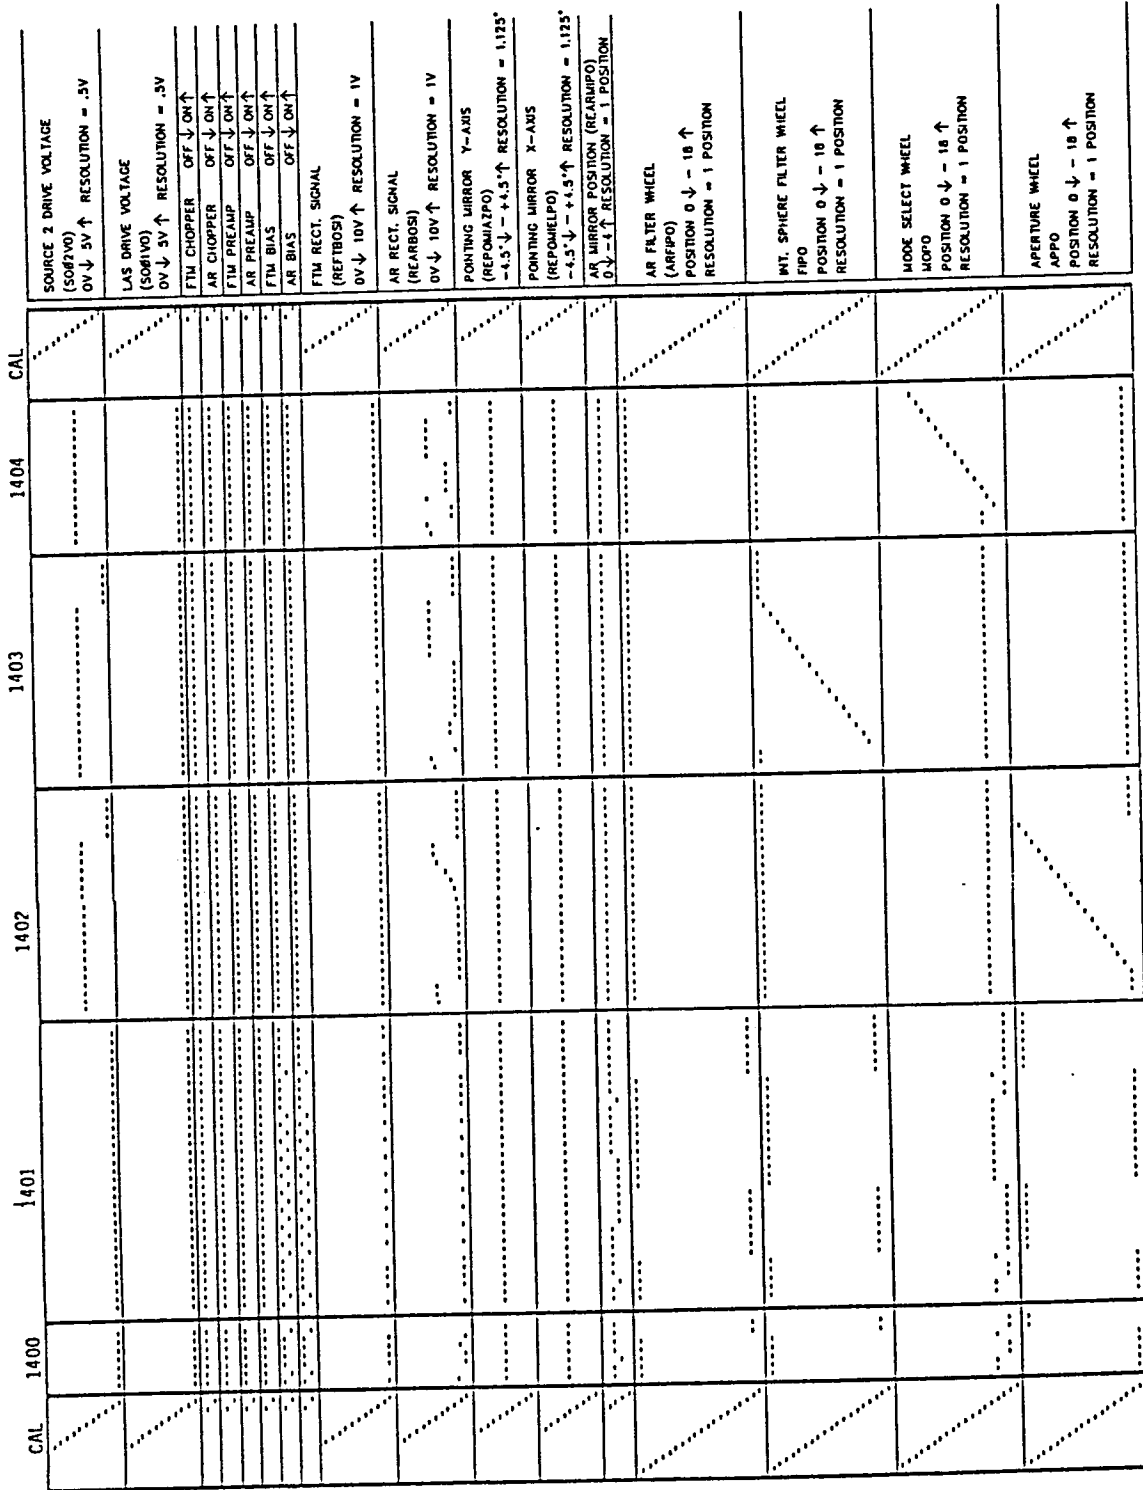 CAL
1400
1401
1402
1403
1404
CAL
SOURCE 2 DRIVE VOLTAGE
(SOØ2VO)
0V ↓ 5V ↑ RESOLUTION = .5V
LAS DRIVE VOLTAGE
(SOØ1VO)
0V ↓ 5V ↑ RESOLUTION = .5V
FTM CHOPPER OFF ↓ ON ↑
AR CHOPPER OFF ↓ ON ↑
FTM PREAMP OFF ↓ ON ↑
AR PREAMP OFF ↓ ON ↑
FTM BIAS OFF ↓ ON ↑
AR BIAS OFF ↓ ON ↑
FTM RECT. SIGNAL
(REFTBOSI)
0V ↓ 10V ↑ RESOLUTION = 1V
AR RECT. SIGNAL
(REARBOSI)
0V ↓ 10V ↑ RESOLUTION = 1V
POINTING MIRROR Y-AXIS
(REPOMIAZPO)
-4.5° ↓ - +4.5° ↑ RESOLUTION = 1.125°
POINTING MIRROR X-AXIS
(REPOMIELPO)
-4.5° ↓ - +4.5° ↑ RESOLUTION = 1.125°
AR MIRROR POSITION (REARMIPO)
0 ↓ - 4 ↑ RESOLUTION = 1 POSITION
AR FILTER WHEEL
(ARFIPO)
POSITION 0 ↓ - 18 ↑
RESOLUTION = 1 POSITION
INT. SPHERE FILTER WHEEL
FIPO
POSITION 0 ↓ - 18 ↑
RESOLUTION = 1 POSITION
MODE SELECT WHEEL
MOPO
POSITION 0 ↓ - 18 ↑
RESOLUTION = 1 POSITION
APERTURE WHEEL
APPO
POSITION 0 ↓ - 18 ↑
RESOLUTION = 1 POSITION